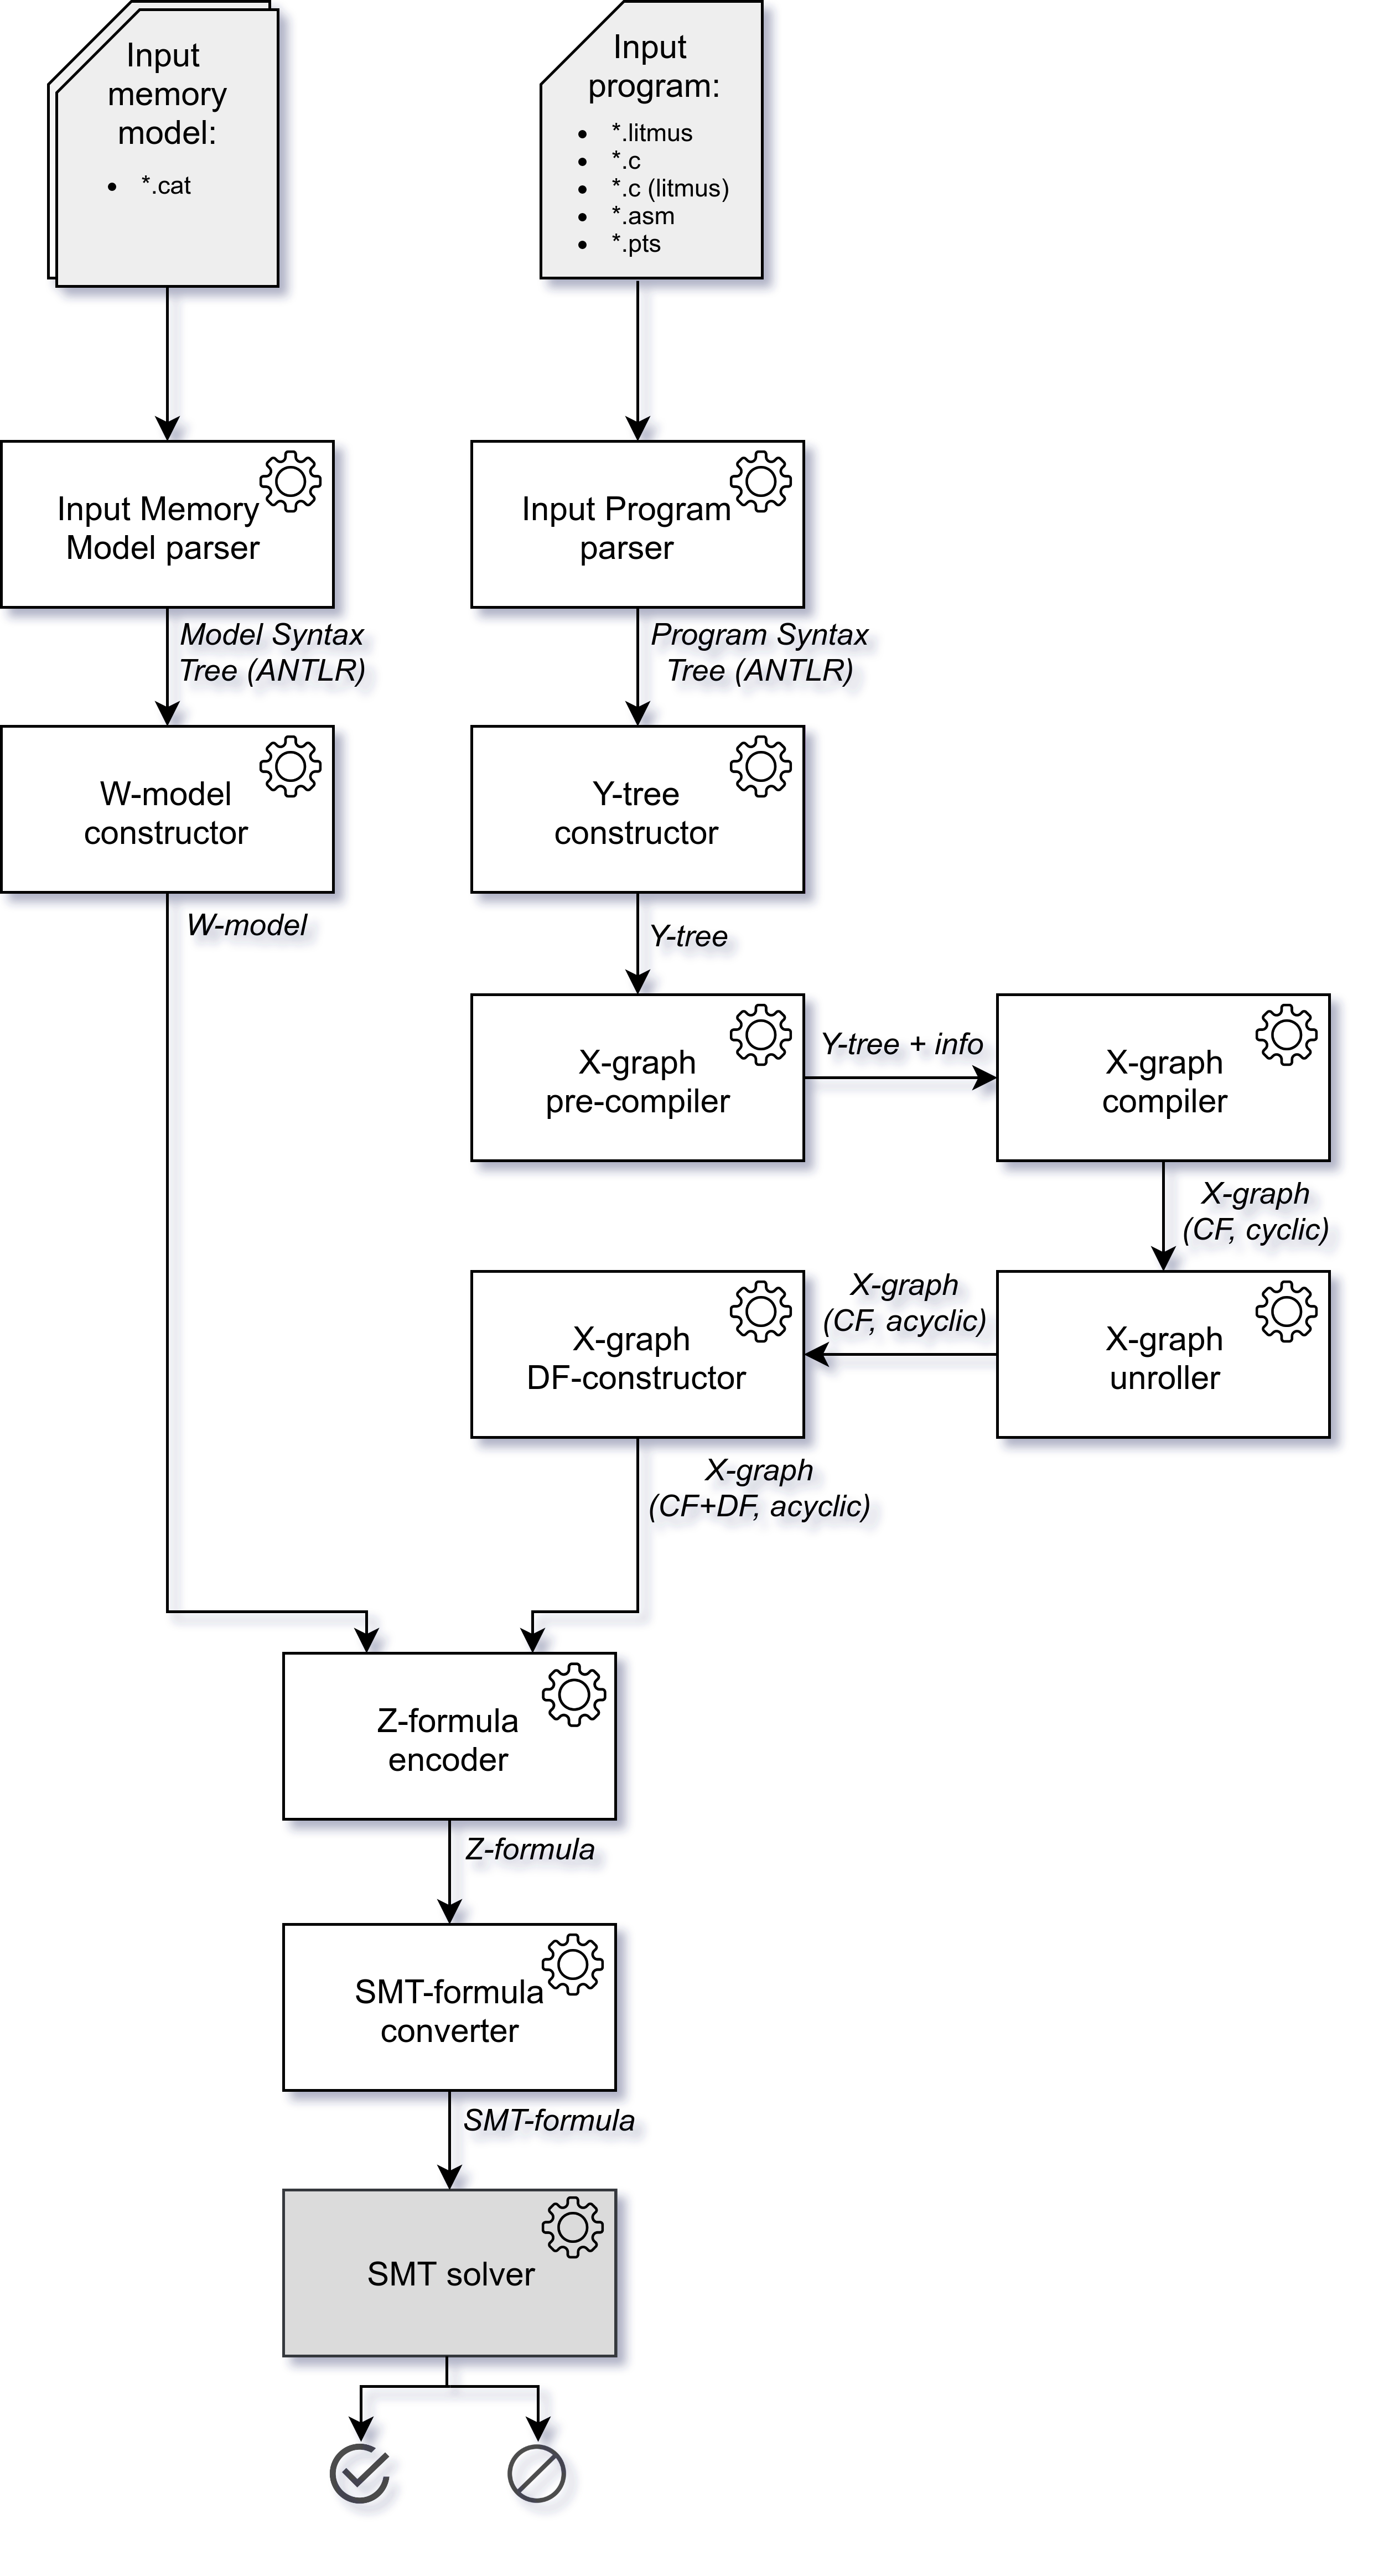 Input
memory
model:
• *.cat
Input
program:
• *.litmus
• *.c
• *.c (litmus)
• *.asm
• *.pts
Input Memory
Model parser
Input Program
parser
Model Syntax
Tree (ANTLR)
Program Syntax
Tree (ANTLR)
W-model
constructor
Y-tree
constructor
W-model
Y-tree
X-graph
pre-compiler
Y-tree + info
X-graph
compiler
X-graph
(CF, cyclic)
X-graph
unroller
X-graph
(CF, acyclic)
X-graph
DF-constructor
X-graph
(CF+DF, acyclic)
Z-formula
encoder
Z-formula
SMT-formula
converter
SMT-formula
SMT solver